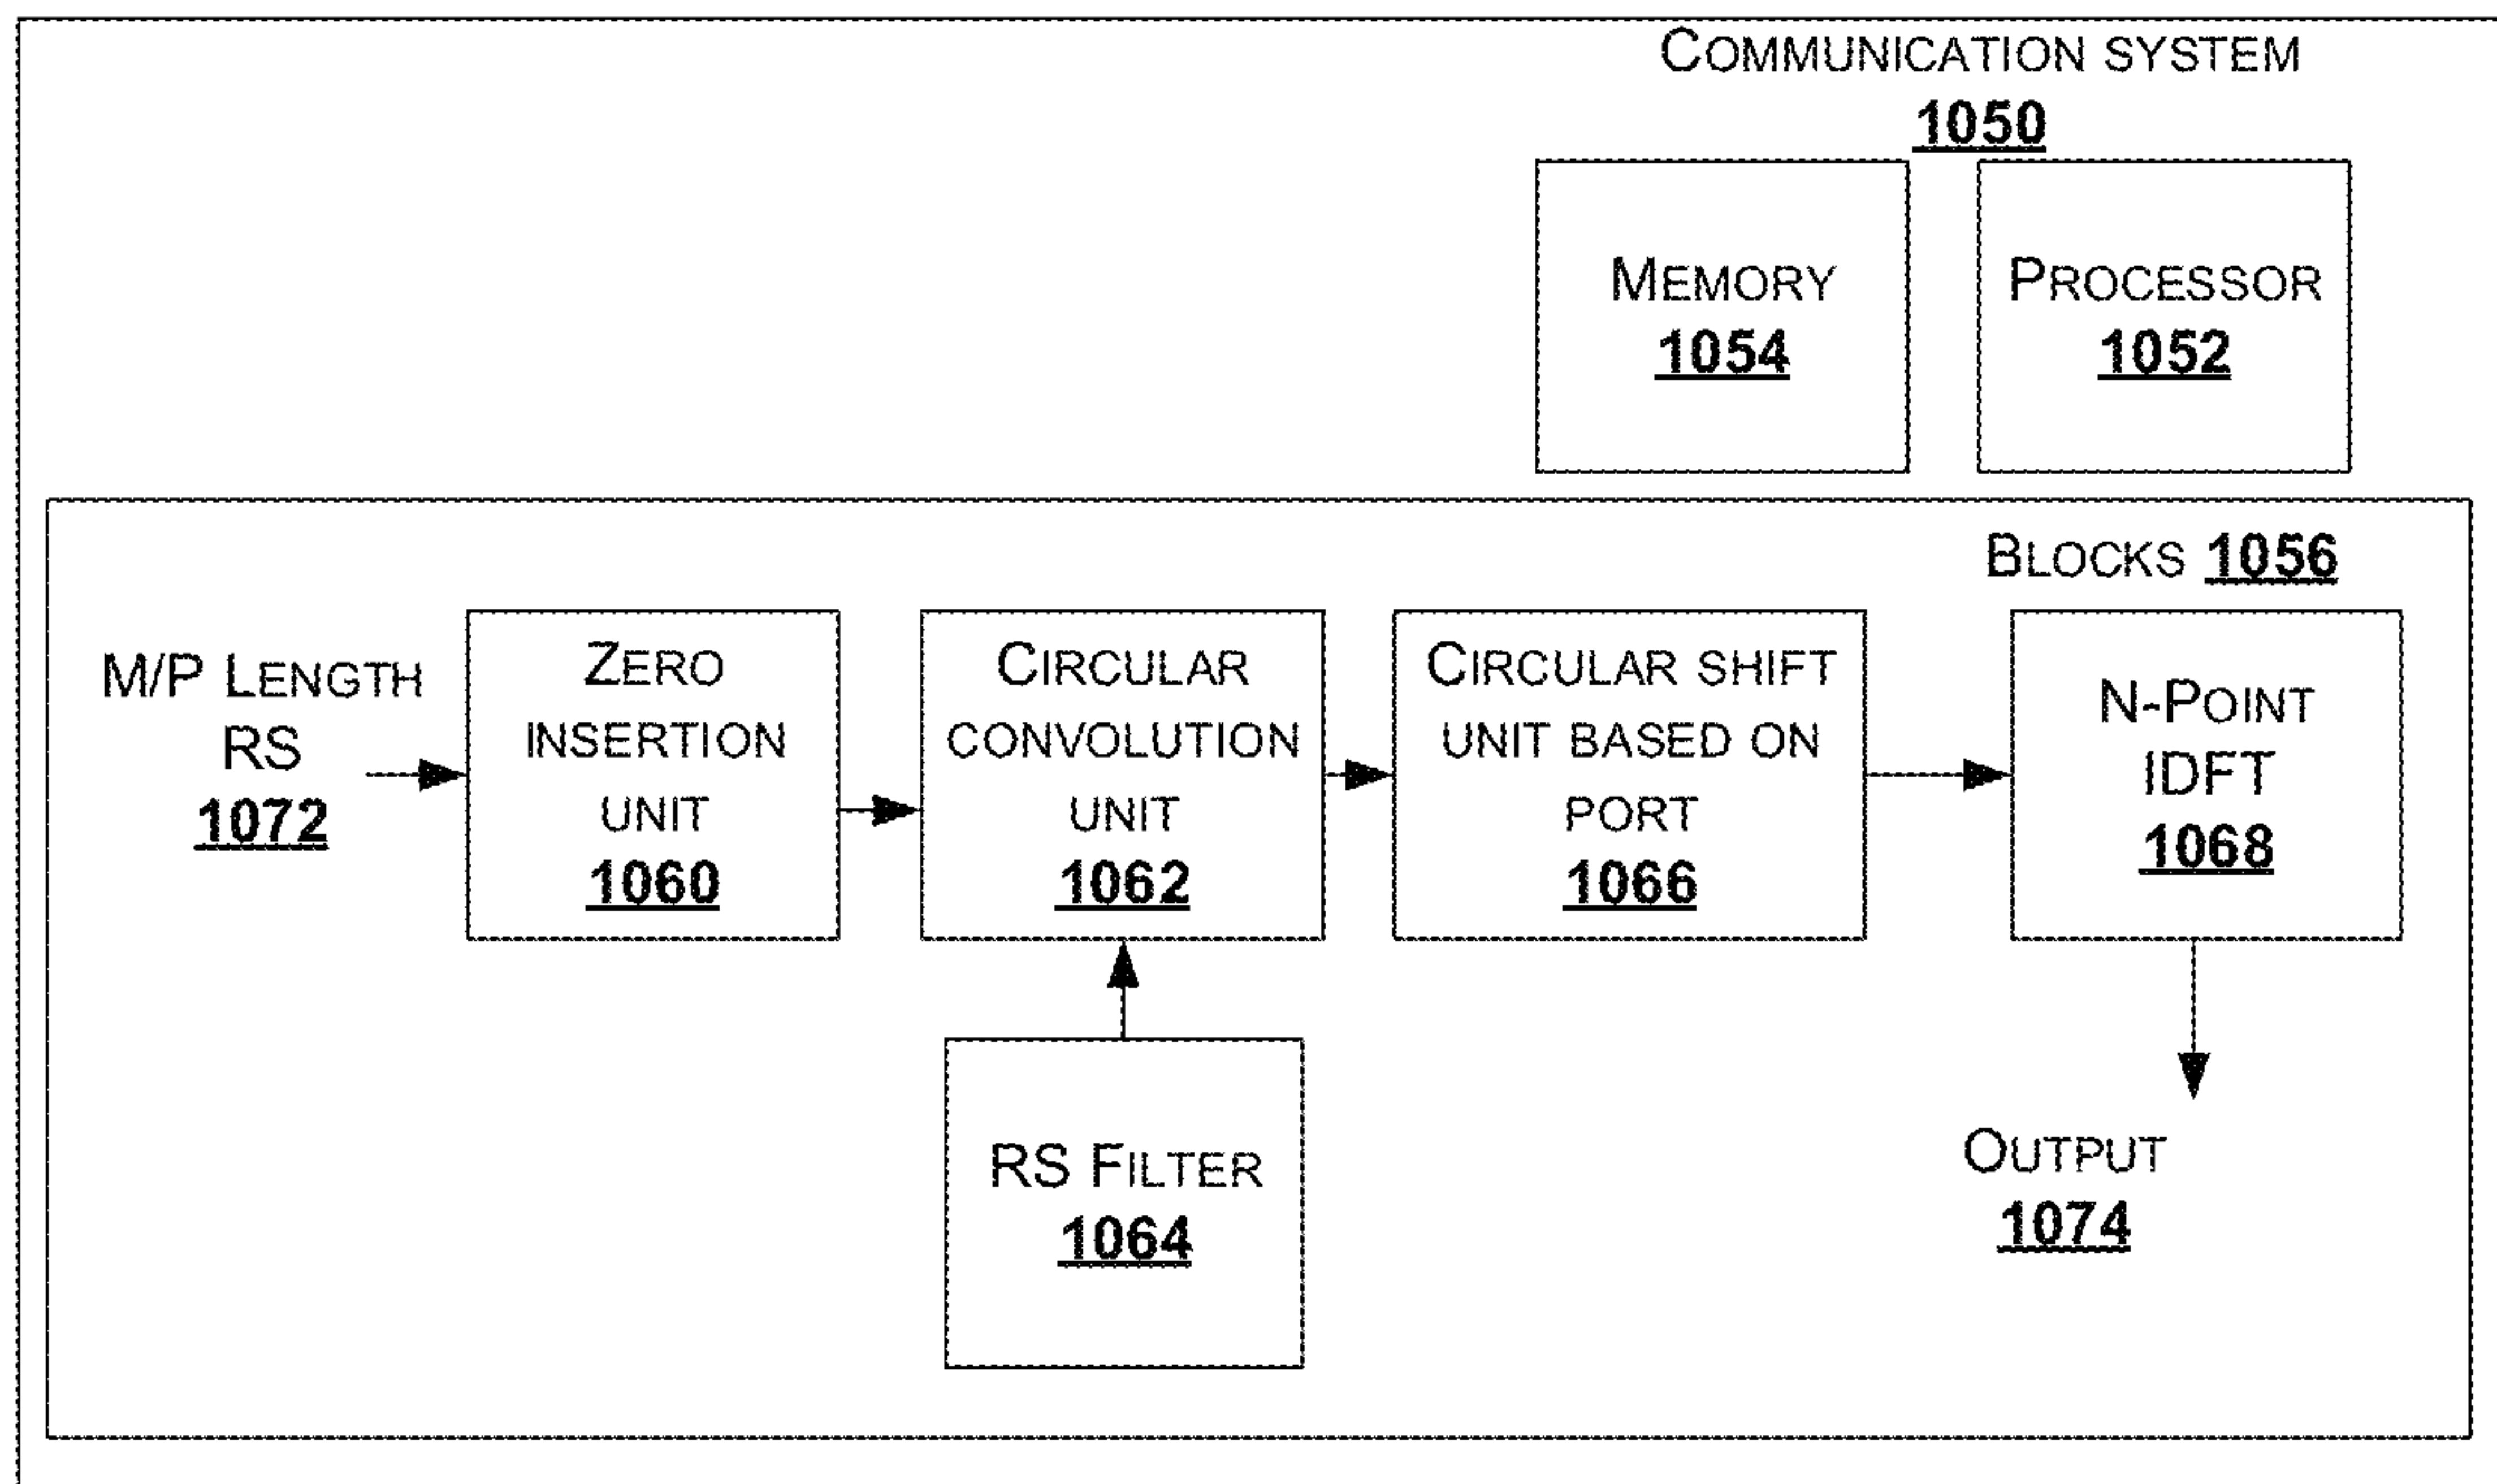 COMMUNICATION SYSTEM
1050
MEMORY
1054
PROCESSOR
1052
BLOCKS 1056
M/P LENGTH
RS
1072
ZERO
INSERTION
UNIT
1060
CIRCULAR
CONVOLUTION
UNIT
1062
CIRCULAR SHIFT
UNIT BASED ON
PORT
1066
N-POINT
IDFT
1068
RS FILTER
1064
OUTPUT
1074